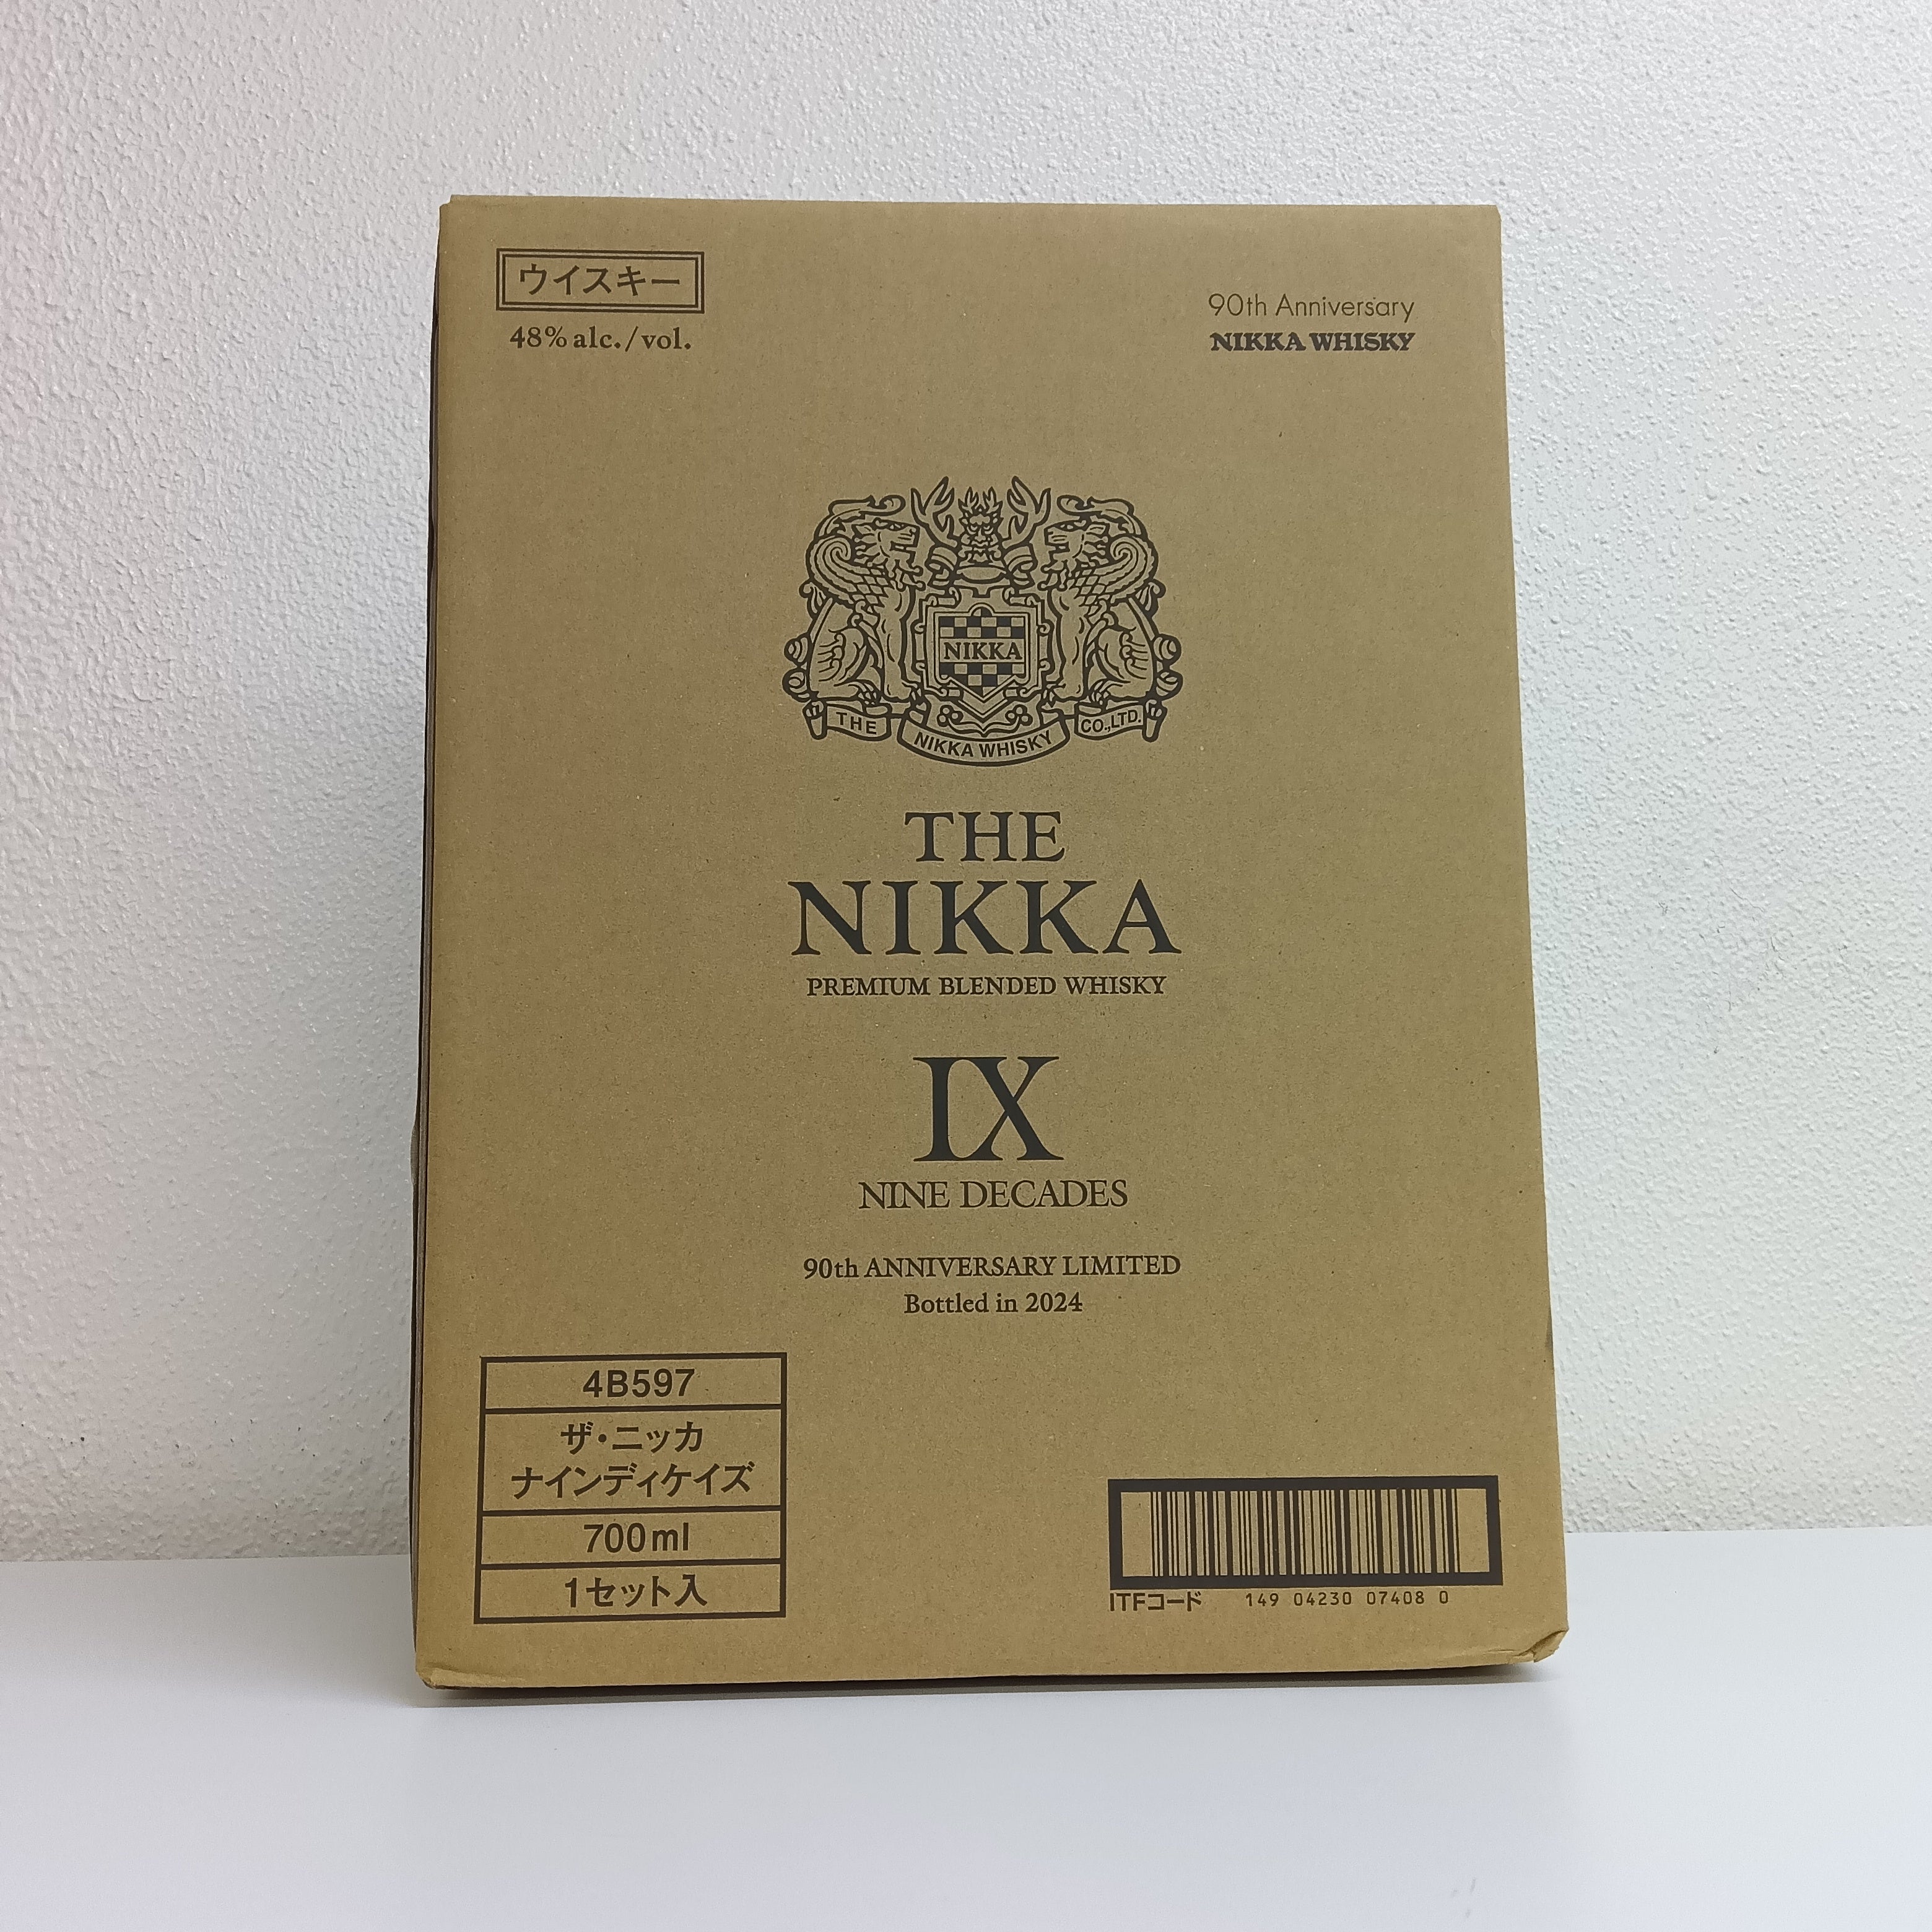 ウイスキー
48% alc./vol.
90th Anniversary
NIKKA WHISKY
NIKKA
THE NIKKA WHISKY CO.,LTD.
THE
NIKKA
PREMIUM BLENDED WHISKY
IX
NINE DECADES
90th ANNIVERSARY LIMITED
Bottled in 2024
4B597
ザ・ニッカ
ナインディケイズ
700ml
1セット入
ITFコード 149 04230 07408 0